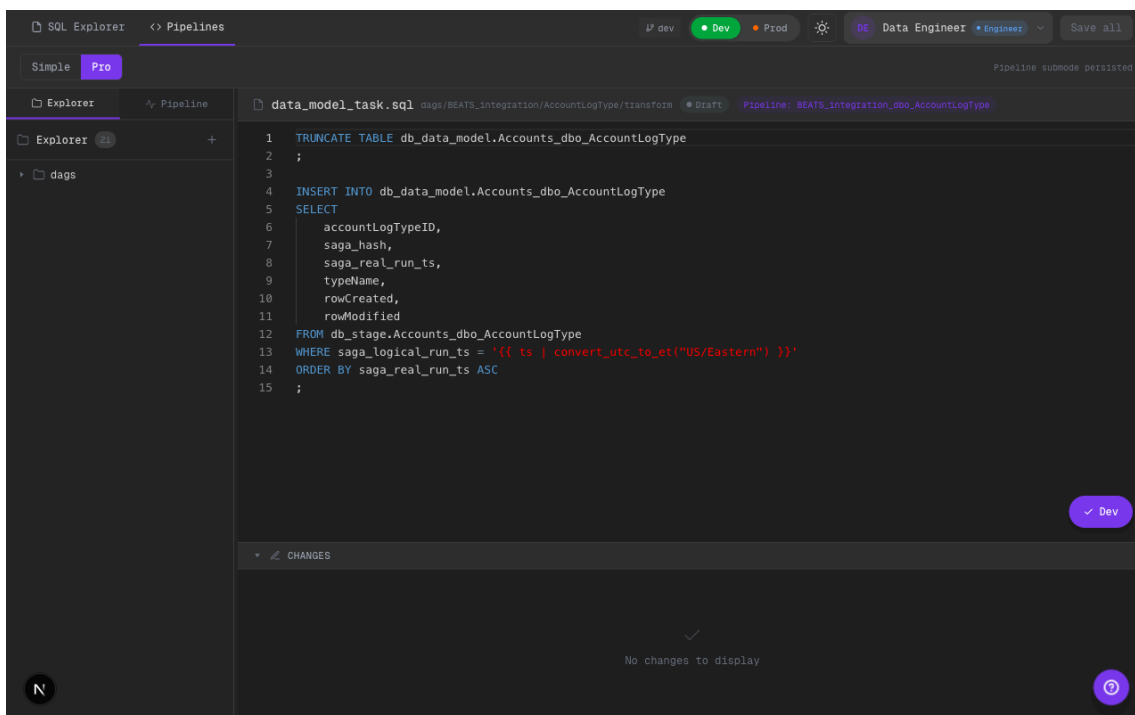 SQL Explorer <> Pipelines dev Dev Prod DE Data Engineer Engineer Save all
Simple Pro Pipeline submode persisted
Explorer Pipeline
data_model_task.sql dags/BEATS_integration/AccountLogType/transform Draft Pipeline: BEATS_integration_dbo_AccountLogType
Explorer 21 +
dags
1 TRUNCATE TABLE db_data_model.Accounts_dbo_AccountLogType
2 ;
3
4 INSERT INTO db_data_model.Accounts_dbo_AccountLogType
5 SELECT
6 accountLogTypeID,
7 saga_hash,
8 saga_real_run_ts,
9 typeName,
10 rowCreated,
11 rowModified
12 FROM db_stage.Accounts_dbo_AccountLogType
13 WHERE saga_logical_run_ts = '{{ ts | convert_utc_to_et("US/Eastern") }}'
14 ORDER BY saga_real_run_ts ASC
15 ;
Dev
CHANGES
No changes to display
N
?